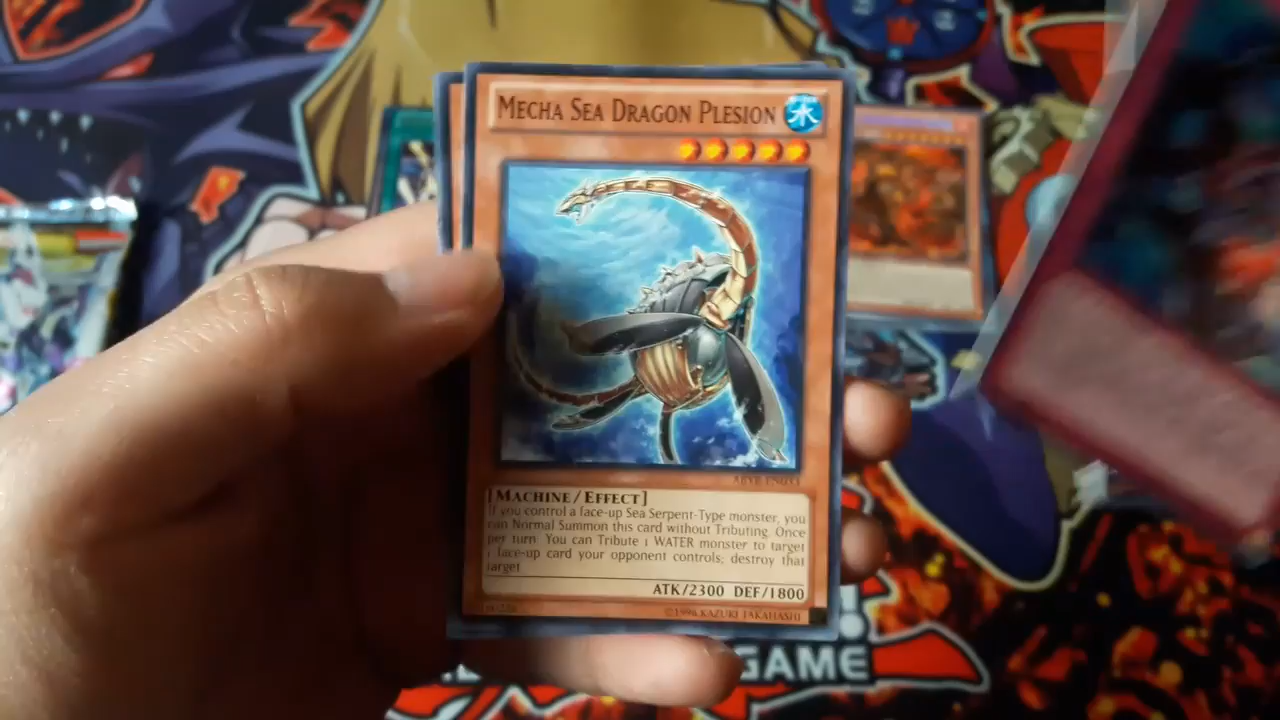 MECHA SEA DRAGON PLESION
水
ABYR-EN033
[MACHINE/EFFECT]
If you control a face-up Sea Serpent-Type monster, you
can Normal Summon this card without Tributing. Once
per turn: You can Tribute 1 WATER monster to target
1 face-up card your opponent controls; destroy that
target.
ATK/2300 DEF/1800
©1996 KAZUKI TAKAHASHI
! GAME